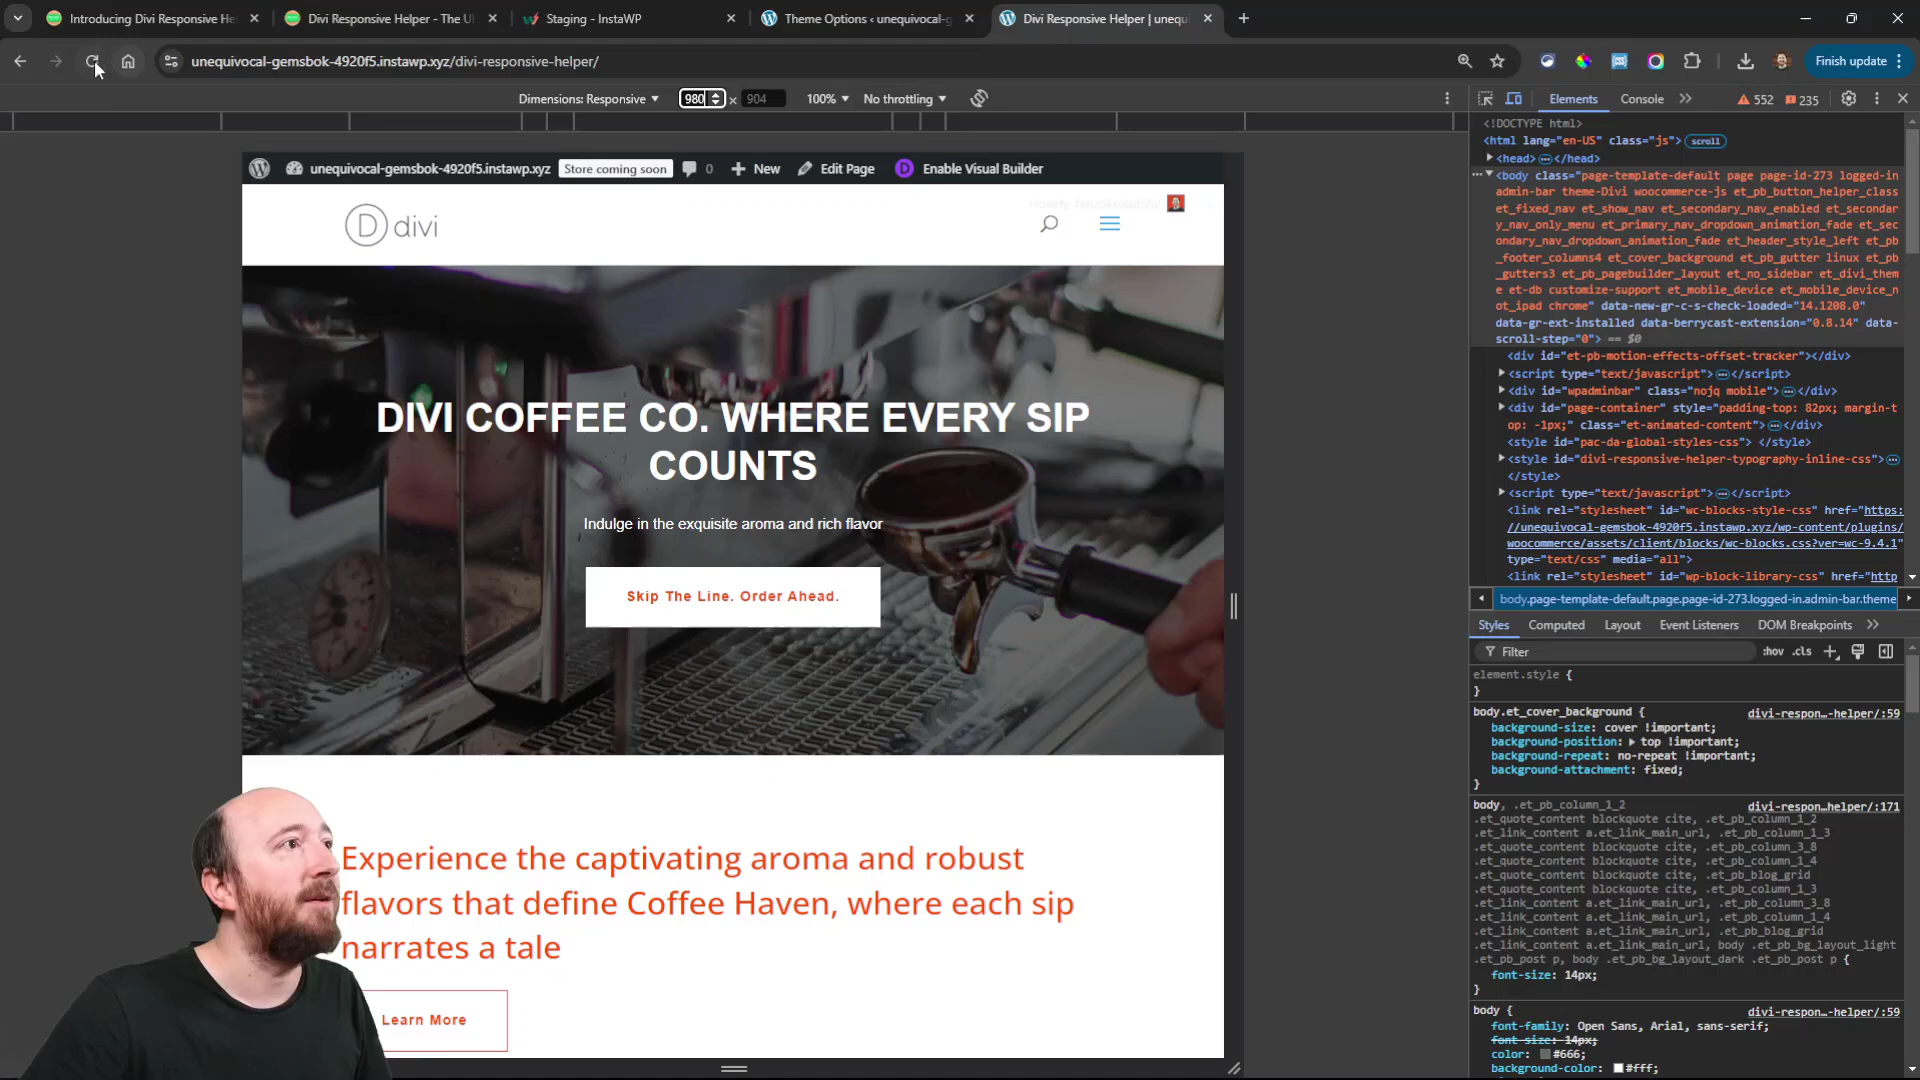 Introducing Divi Responsive He
Divi Responsive Helper - The Ul
Staging - InstaWP
Theme Options ‹ unequivocal-g
Divi Responsive Helper | unequ
unequivocal-gemsbok-4920f5.instawp.xyz/divi-responsive-helper/
Finish update
Dimensions: Responsive
980
×
904
100%
No throttling
Elements
Console
552
235
unequivocal-gemsbok-4920f5.instawp.xyz
Store coming soon
0
New
Edit Page
Enable Visual Builder
D divi
DIVI COFFEE CO. WHERE EVERY SIP
COUNTS
Indulge in the exquisite aroma and rich flavor
Skip The Line. Order Ahead.
Experience the captivating aroma and robust
flavors that define Coffee Haven, where each sip
narrates a tale
Learn More
<!DOCTYPE html>
<html lang="en-US" class="js"> scroll
<head> </head>
<body class="page-template-default page page-id-273 logged-in
admin-bar theme-Divi woocommerce-js et_pb_button_helper_class
et_fixed_nav et_show_nav et_secondary_nav_enabled et_secondar
y_nav_only_menu et_primary_nav_dropdown_animation_fade et_sec
ondary_nav_dropdown_animation_fade et_header_style_left et_pb
_footer_columns4 et_cover_background et_pb_gutter linux et_pb
_gutters3 et_pb_pagebuilder_layout et_no_sidebar et_divi_them
e et-db customize-support et_mobile_device et_mobile_device_n
ot_ipad chrome" data-new-gr-c-s-check-loaded="14.1208.0"
data-gr-ext-installed data-berrycast-extension="0.8.14" data-
scroll-step="0"> == $0
<div id="et-pb-motion-effects-offset-tracker"></div>
<script type="text/javascript"> </script>
<div id="wpadminbar" class="nojq mobile"> </div>
<div id="page-container" style="padding-top: 82px; margin-t
op: -1px;" class="et-animated-content"> </div>
<style id="pac-da-global-styles-css"> </style>
<style id="divi-responsive-helper-typography-inline-css">
</style>
<script type="text/javascript"> </script>
<link rel="stylesheet" id="wc-blocks-style-css" href="https:
//unequivocal-gemsbok-4920f5.instawp.xyz/wp-content/plugins/
woocommerce/assets/client/blocks/wc-blocks.css?ver=wc-9.4.1"
type="text/css" media="all">
<link rel="stylesheet" id="wp-block-library-css" href="http
body.page-template-default.page.page-id-273.logged-in.admin-bar.theme
Styles
Computed
Layout
Event Listeners
DOM Breakpoints
Filter
:hov
.cls
element.style {
}
body.et_cover_background {
divi-respon…-helper/:59
background-size: cover !important;
background-position: top !important;
background-repeat: no-repeat !important;
background-attachment: fixed;
}
body, .et_pb_column_1_2
divi-respon…helper/:171
.et_quote_content blockquote cite, .et_pb_column_1_2
.et_link_content a.et_link_main_url, .et_pb_column_1_3
.et_quote_content blockquote cite, .et_pb_column_3_8
.et_link_content a.et_link_main_url, .et_pb_column_1_4
.et_quote_content blockquote cite, .et_pb_blog_grid
.et_link_content a.et_link_main_url, .et_pb_column_1_3
.et_quote_content blockquote cite, .et_pb_column_3_8
.et_link_content a.et_link_main_url, .et_pb_column_1_4
.et_quote_content blockquote cite, .et_pb_blog_grid
.et_link_content a.et_link_main_url, body .et_pb_bg_layout_light
.et_pb_post p, body .et_pb_bg_layout_dark .et_pb_post p {
font-size: 14px;
}
body {
divi-respon…-helper/:59
font-family: Open Sans, Arial, sans-serif;
font-size: 14px;
color: #666;
background-color: #fff;